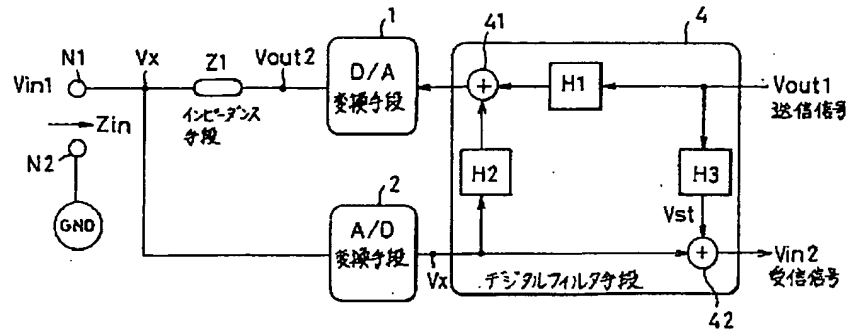 1
4
41
N1
Vx
Z1
Vout2
D/A
変換手段
H1
Vout1
送信信号
Vin1
インピーダンス
手段
Zin
N2
H2
H3
GND
2
A/D
変換手段
Vst
Vx
デジタルフィルタ手段
Vin2
受信信号
42